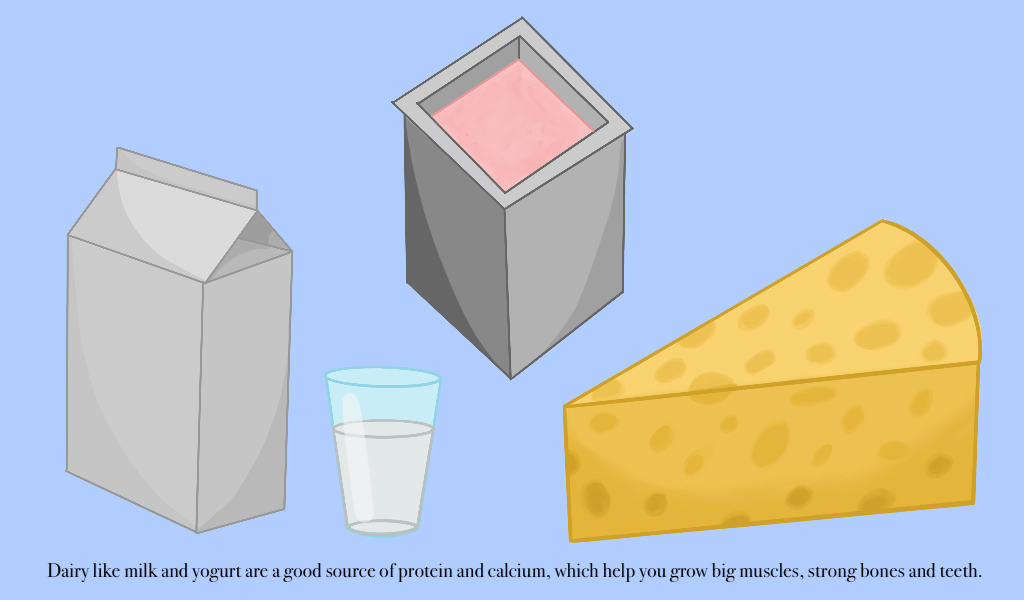 Dairy like milk and yogurt are a good source of protein and calcium, which help you grow big muscles, strong bones and teeth.